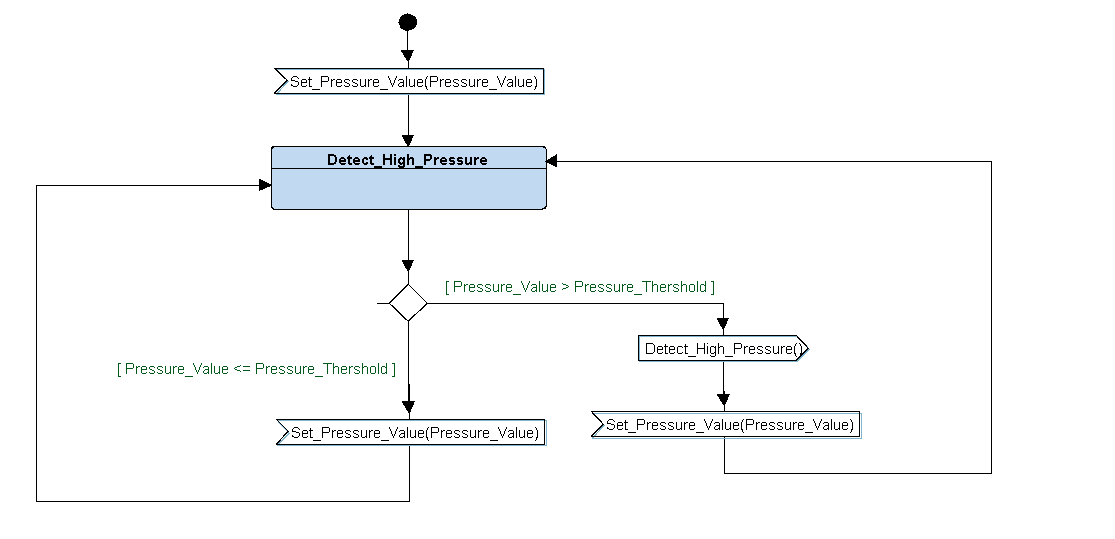 Set_Pressure_Value(Pressure_Value)
Detect_High_Pressure
[ Pressure_Value > Pressure_Thershold ]
Detect_High_Pressure()
[ Pressure_Value <= Pressure_Thershold ]
Set_Pressure_Value(Pressure_Value)
Set_Pressure_Value(Pressure_Value)